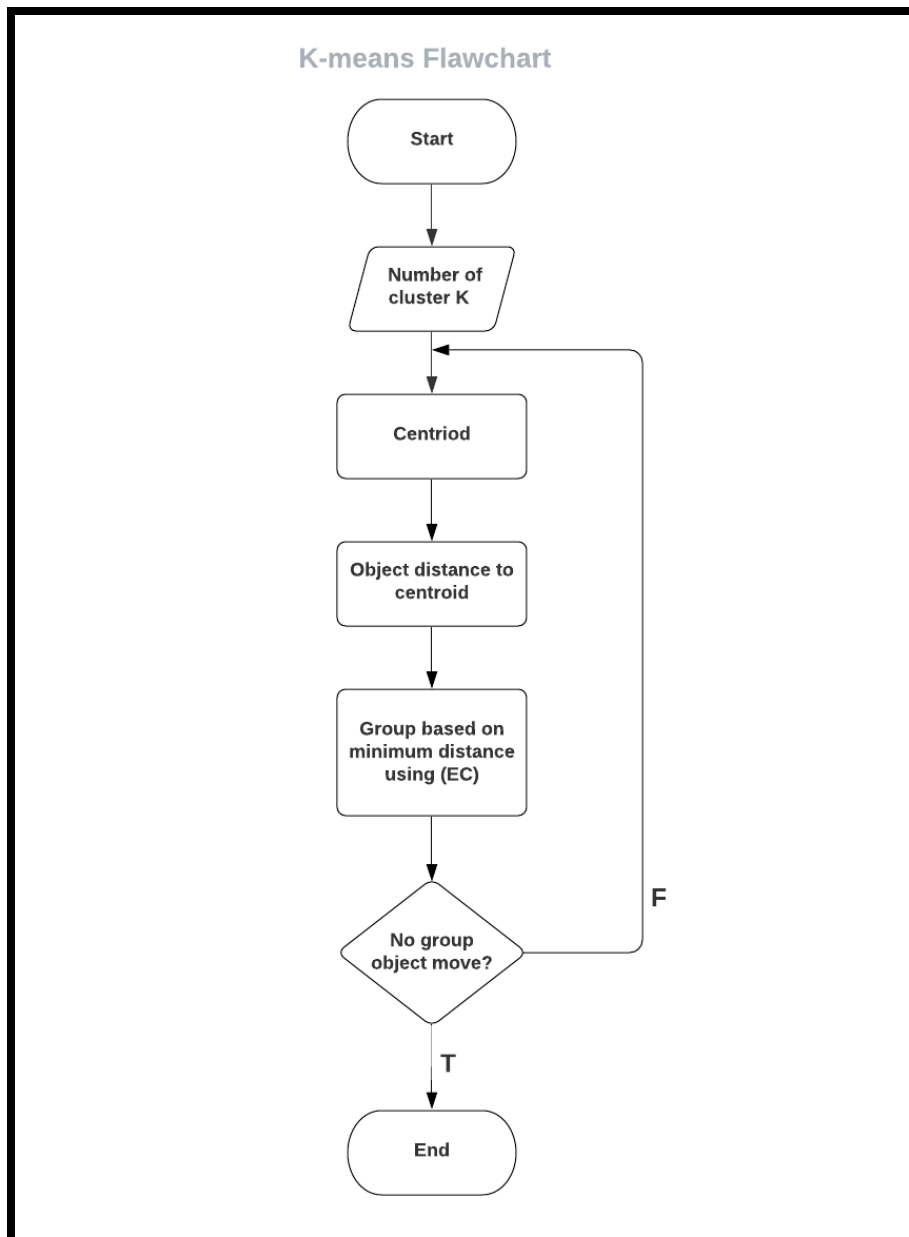 K-means Flawchart
Start
Number of
cluster K
Centriod
Object distance to
centroid
Group based on
minimum distance
using (EC)
No group
object move?
F
T
End